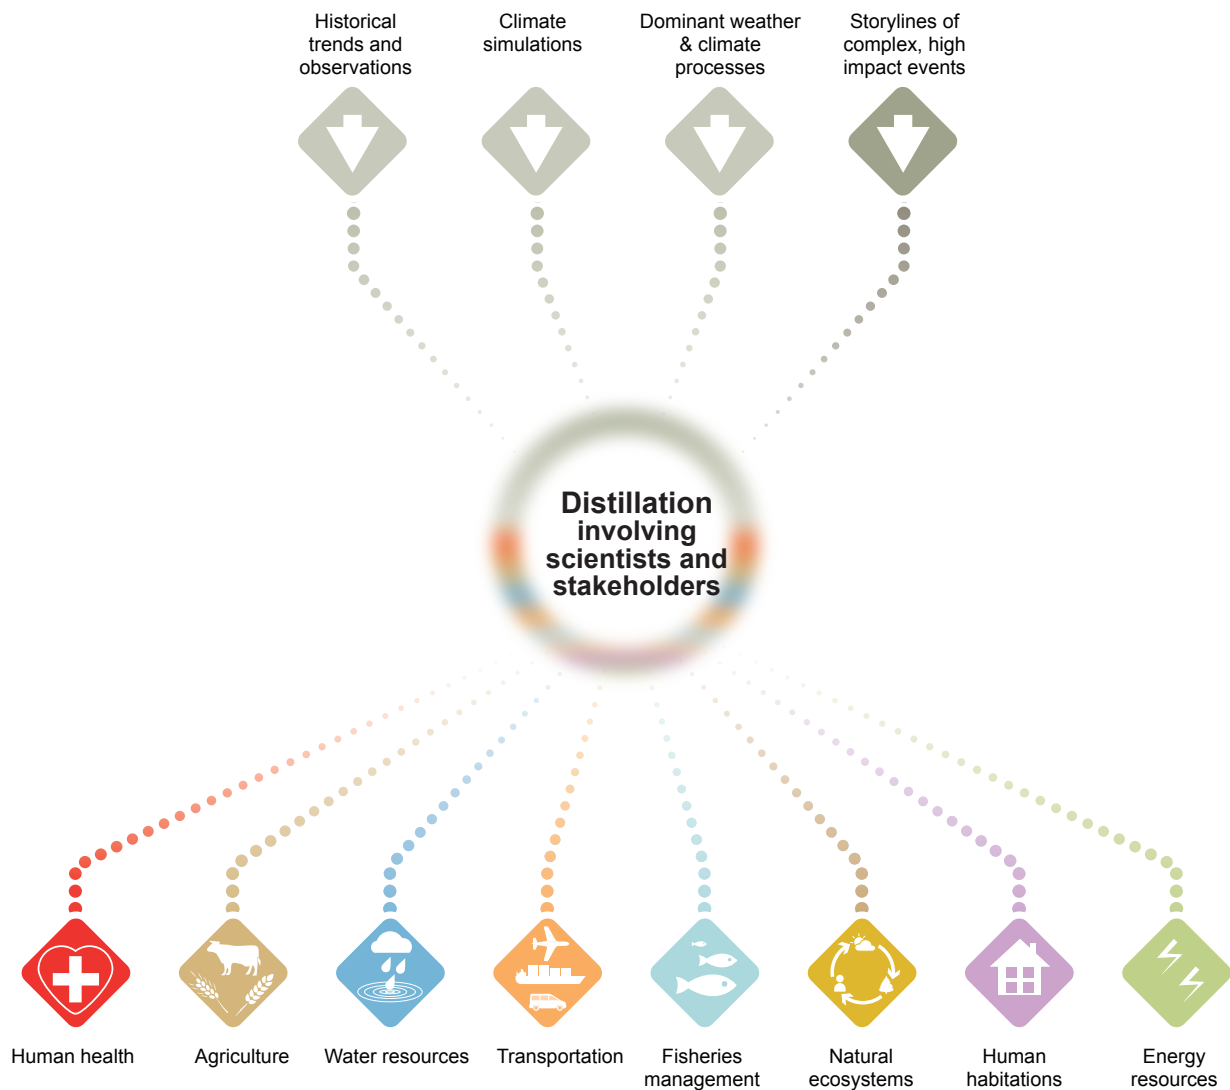 Historical
trends and
observations
Climate
simulations
Dominant weather
& climate
processes
Storylines of
complex, high
impact events
Distillation
involving
scientists and
stakeholders
Human health
Agriculture
Water resources
Transportation
Fisheries
management
Natural
ecosystems
Human
habitations
Energy
resources